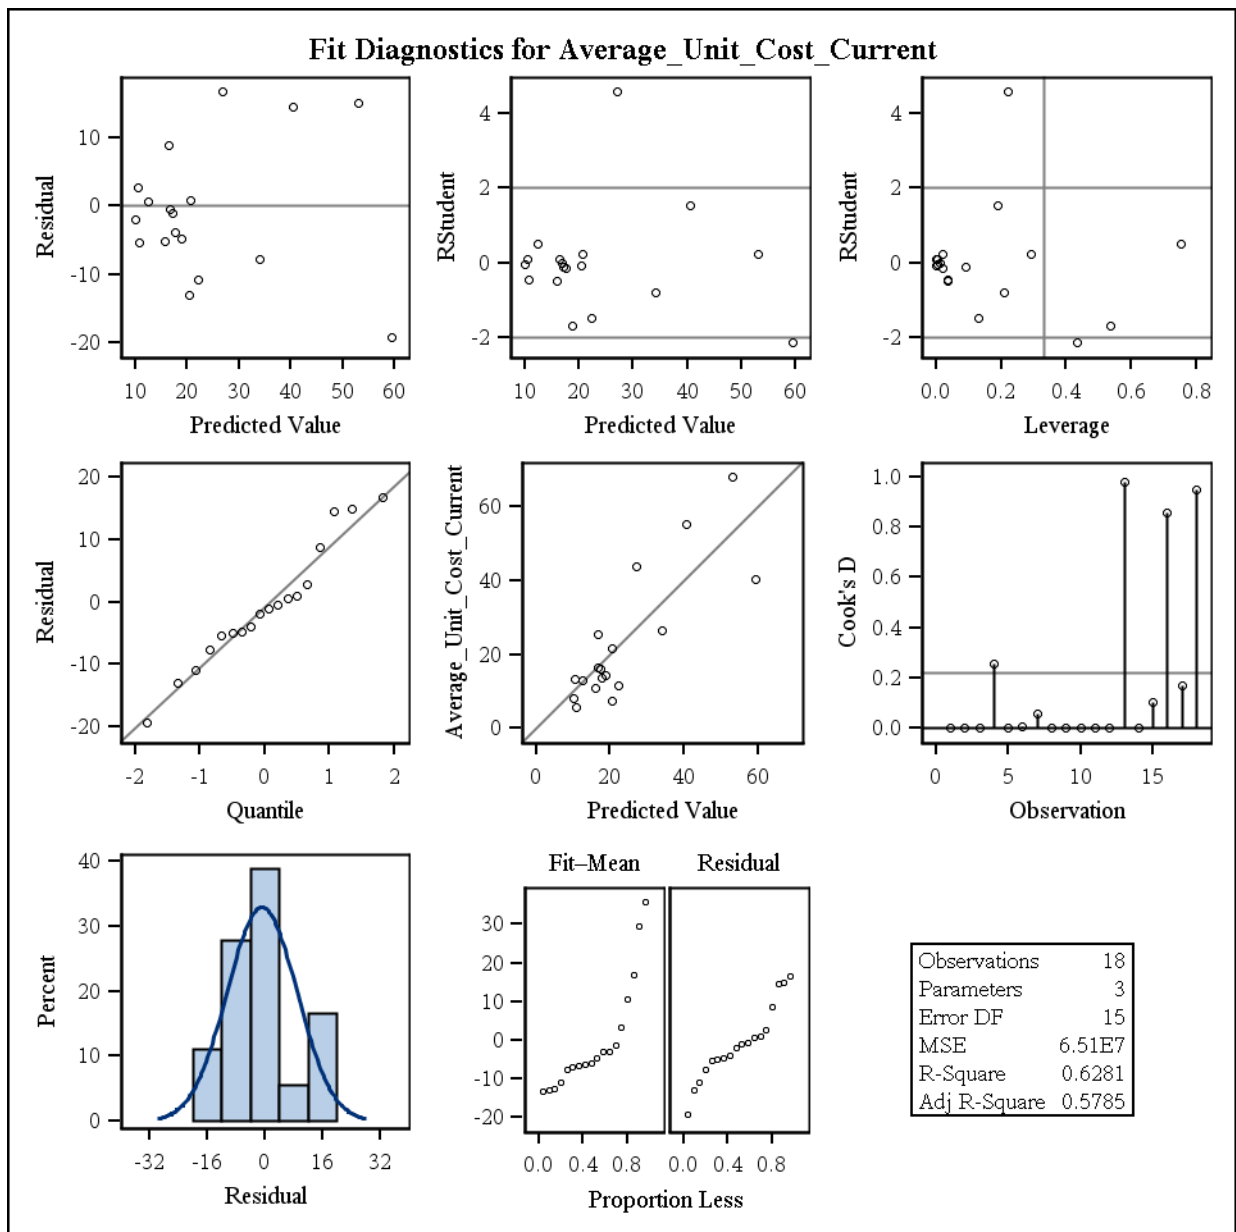 Fit Diagnostics for Average_Unit_Cost_Current
Residual
10
0
-10
-20
10 20 30 40 50 60
Predicted Value
RStudent
4
2
0
-2
10 20 30 40 50 60
Predicted Value
RStudent
4
2
0
-2
0.0 0.2 0.4 0.6 0.8
Leverage
Residual
20
10
0
-10
-20
-2 -1 0 1 2
Quantile
Average_Unit_Cost_Current
60
40
20
0
0 20 40 60
Predicted Value
Cook's D
1.0
0.8
0.6
0.4
0.2
0.0
0 5 10 15
Observation
Percent
40
30
20
10
0
-32 -16 0 16 32
Residual
Fit–Mean Residual
30
20
10
0
-10
-20
0.0 0.4 0.8 0.0 0.4 0.8
Proportion Less
Observations 18
Parameters 3
Error DF 15
MSE 6.51E7
R-Square 0.6281
Adj R-Square 0.5785